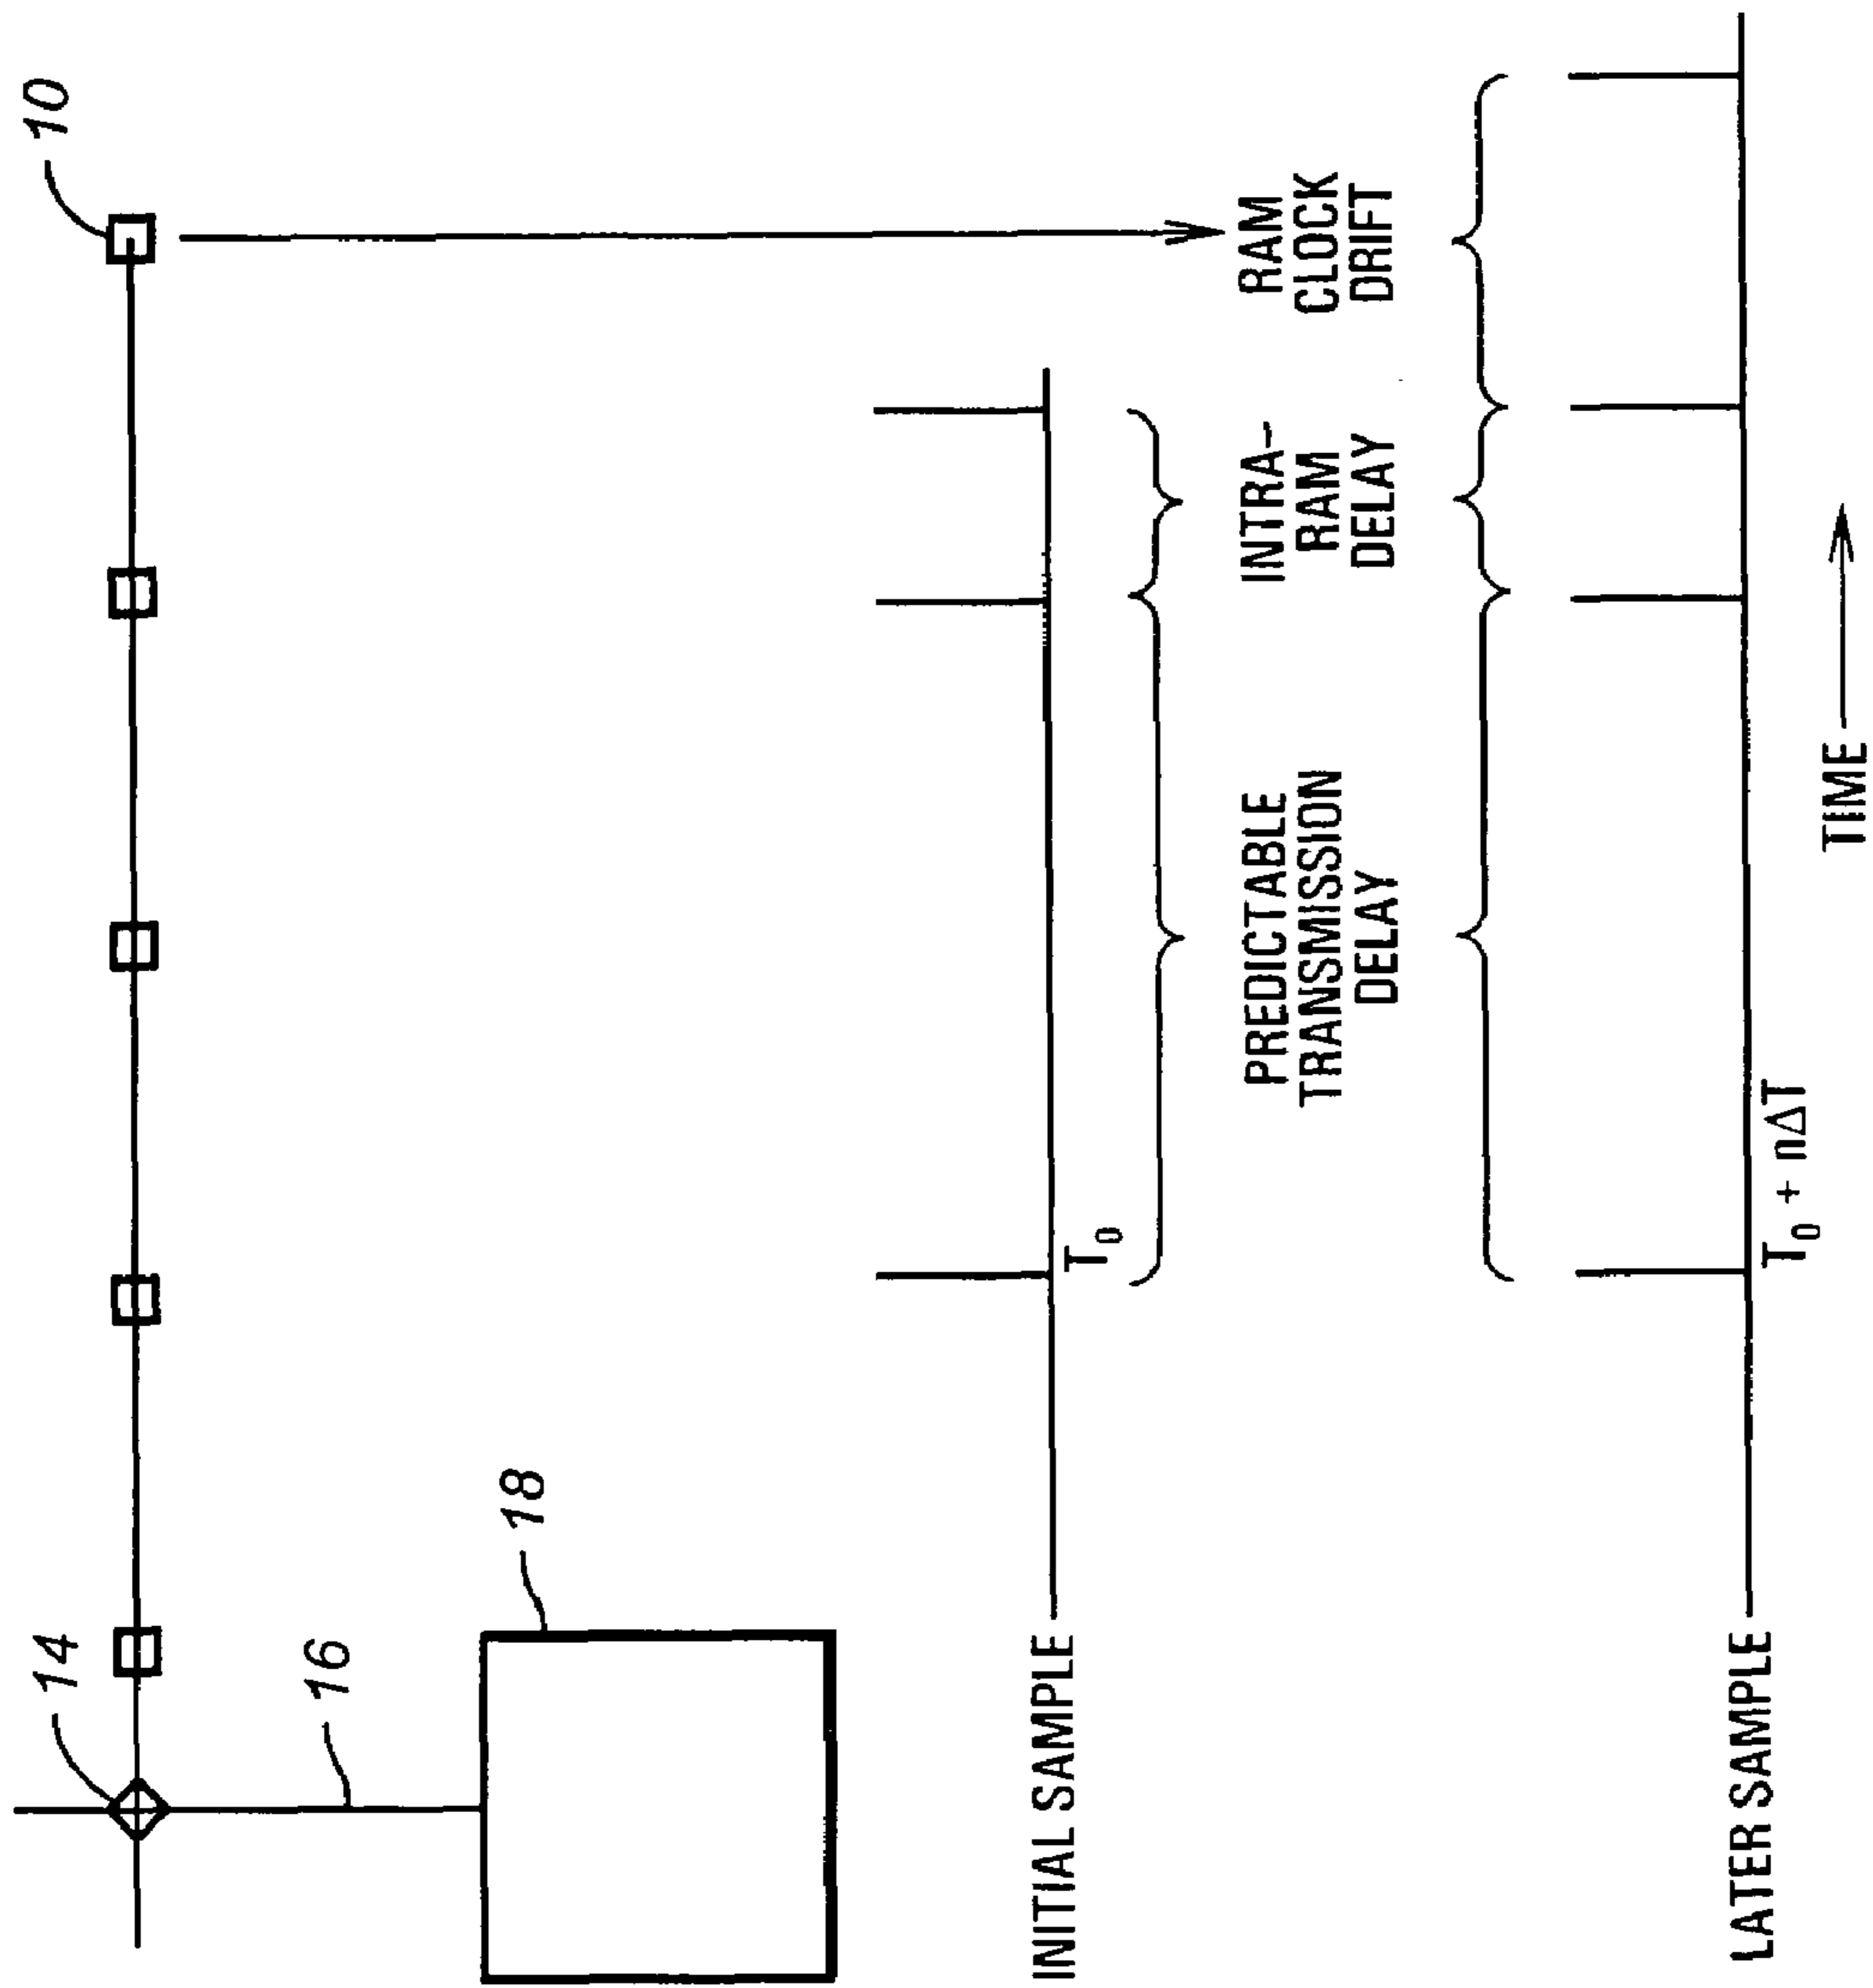 14
10
16
18
INITIAL SAMPLE
T₀
PREDICTABLE
TRANSMISSION
DELAY
INTRA-
RAM
DELAY
RAM
CLOCK
DRIFT
LATER SAMPLE
T₀ + nΔT
TIME